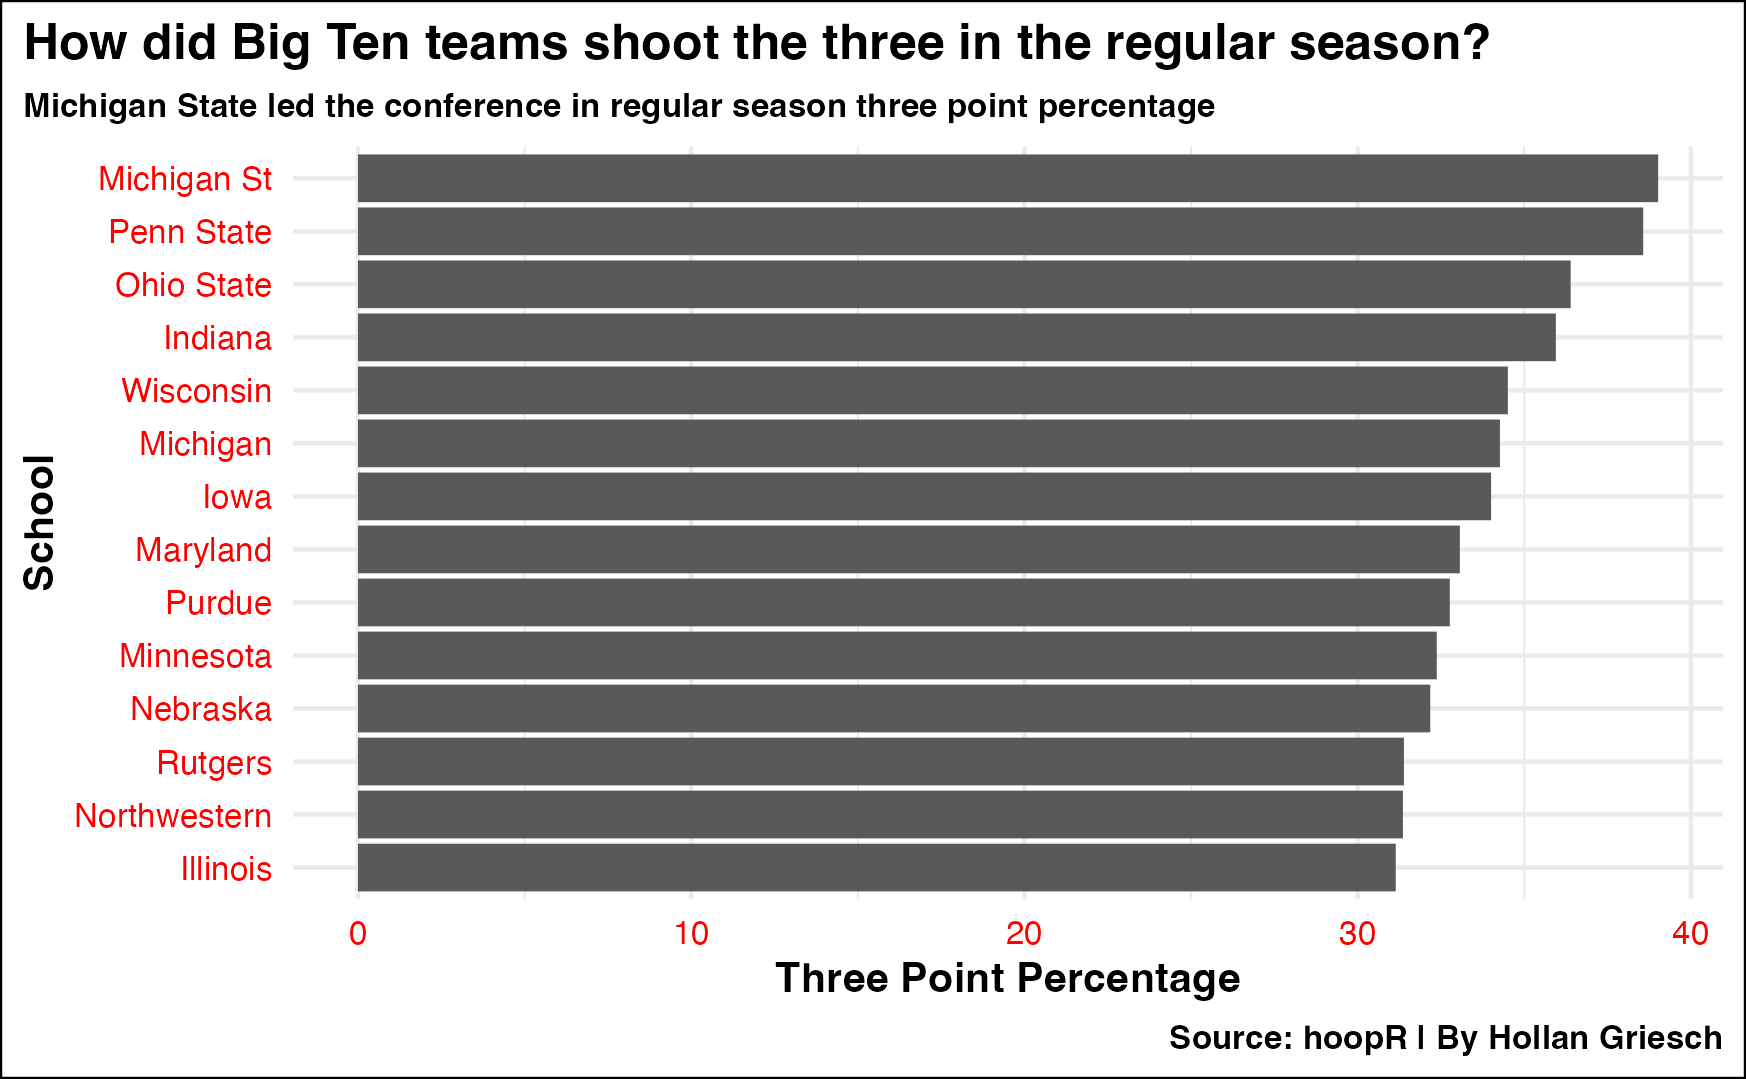 How did Big Ten teams shoot the three in the regular season?
Michigan State led the conference in regular season three point percentage
School
Michigan St
Penn State
Ohio State
Indiana
Wisconsin
Michigan
Iowa
Maryland
Purdue
Minnesota
Nebraska
Rutgers
Northwestern
Illinois
0 10 20 30 40
Three Point Percentage
Source: hoopR | By Hollan Griesch